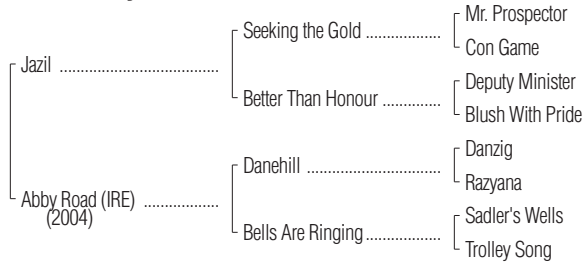 Mr. Prospector
Seeking the Gold ..................
Con Game
Jazil .....................................
Deputy Minister
Better Than Honour ..............
Blush With Pride
Danzig
Danehill ................................
Razyana
Abby Road (IRE) ..................
(2004)
Sadler's Wells
Bells Are Ringing ..................
Trolley Song